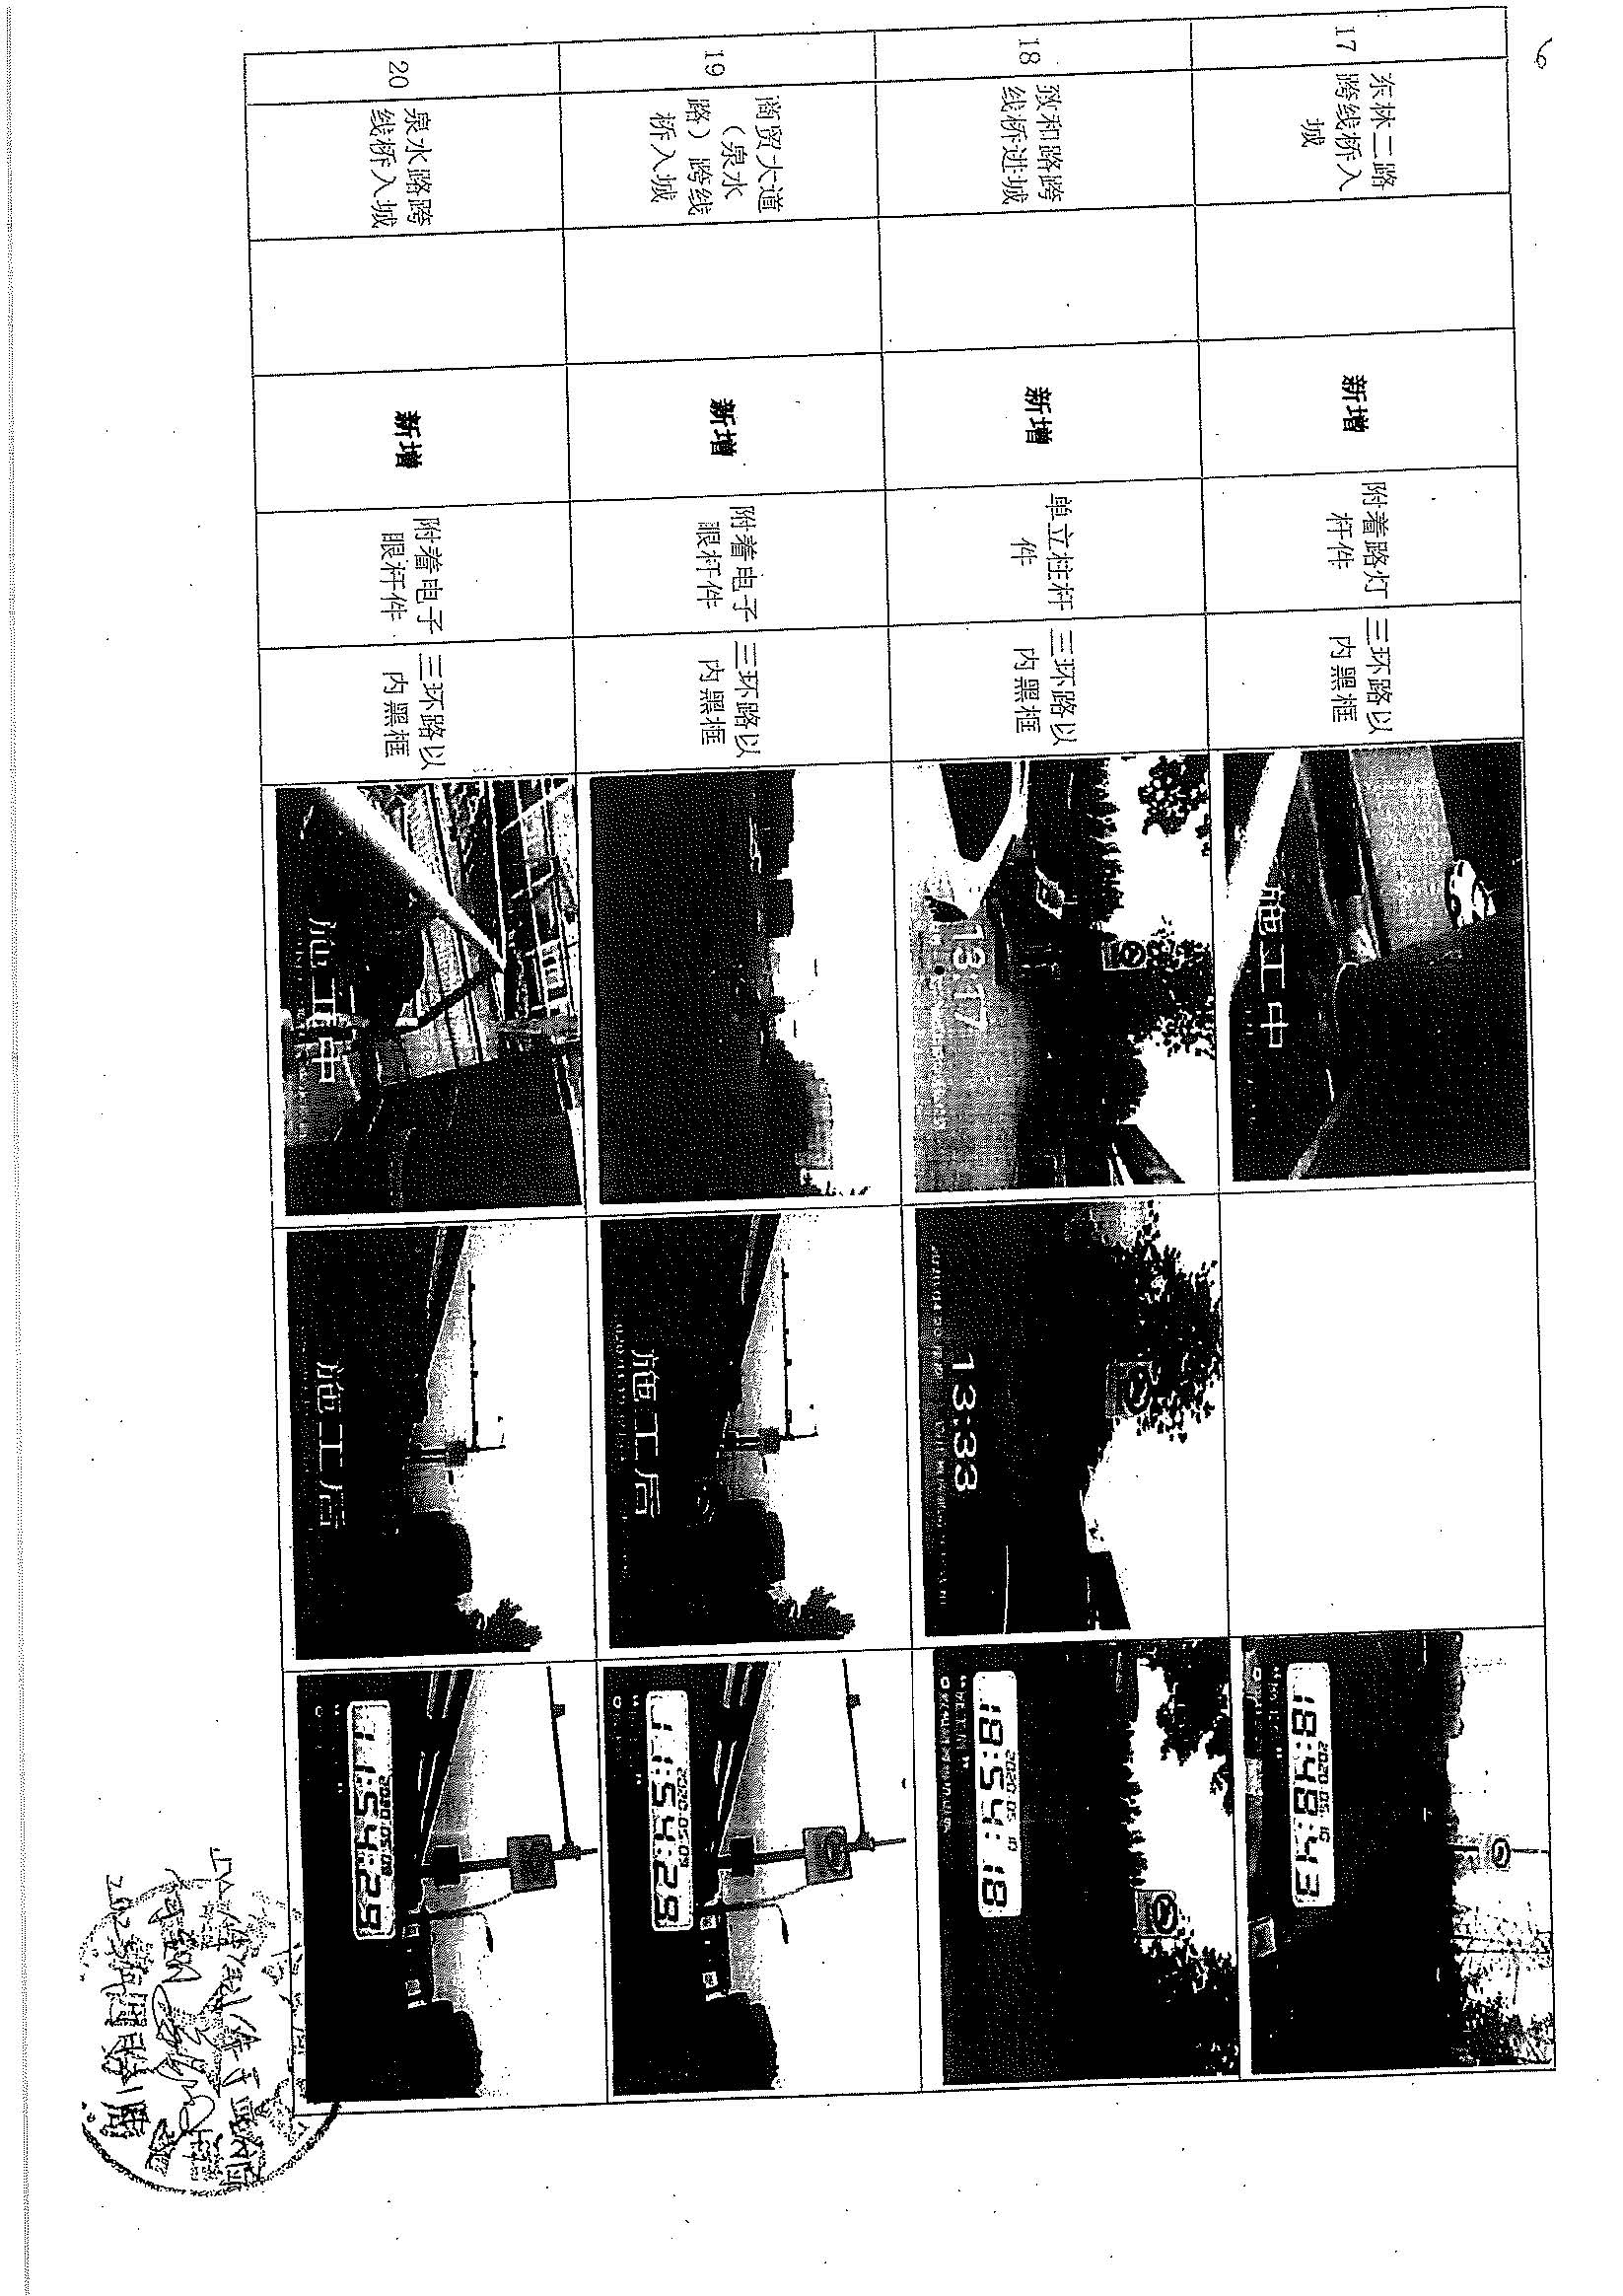 6
17
东林二路
跨线桥入
城
新增
附着路灯
杆件
三环路以
内黑框
施工中
2020.05.10
18:48:43
18
致和路跨
线桥进城
新增
单立柱杆
件
三环路以
内黑框
13:17
13:33
2020.05.10
18:54:18
19
商贸大道
（泉水
路）跨线
桥入城
新增
附着电子
眼杆件
三环路以
内黑框
施工后
2020.05.09
11:54:29
20
泉水路跨
线桥入城
新增
附着电子
眼杆件
三环路以
内黑框
施工中
施工后
2020.05.09
11:54:29